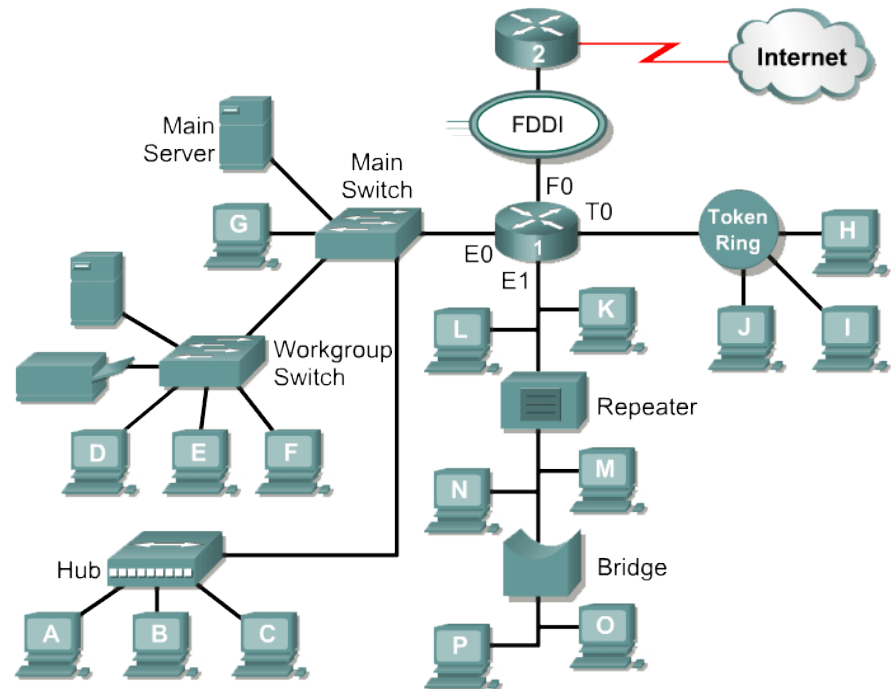 2
Internet
FDDI
Main
Server
Main
Switch
F0
T0
G
1
E0
E1
Token
Ring
H
J
I
K
L
Workgroup
Switch
Repeater
D
E
F
N
M
Hub
Bridge
A
B
C
P
O